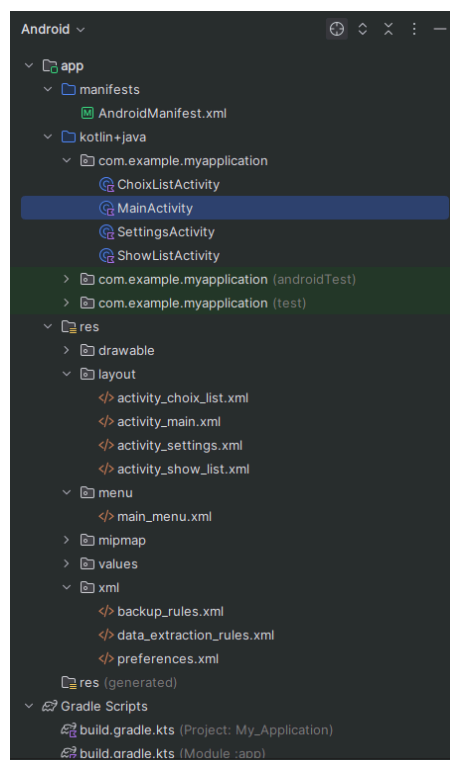 Android
app
manifests
AndroidManifest.xml
kotlin+java
com.example.myapplication
ChoixListActivity
MainActivity
SettingsActivity
ShowListActivity
com.example.myapplication (androidTest)
com.example.myapplication (test)
res
drawable
layout
activity_choix_list.xml
activity_main.xml
activity_settings.xml
activity_show_list.xml
menu
main_menu.xml
mipmap
values
xml
backup_rules.xml
data_extraction_rules.xml
preferences.xml
res (generated)
Gradle Scripts
build.gradle.kts (Project: My_Application)
build.gradle.kts (Module :app)